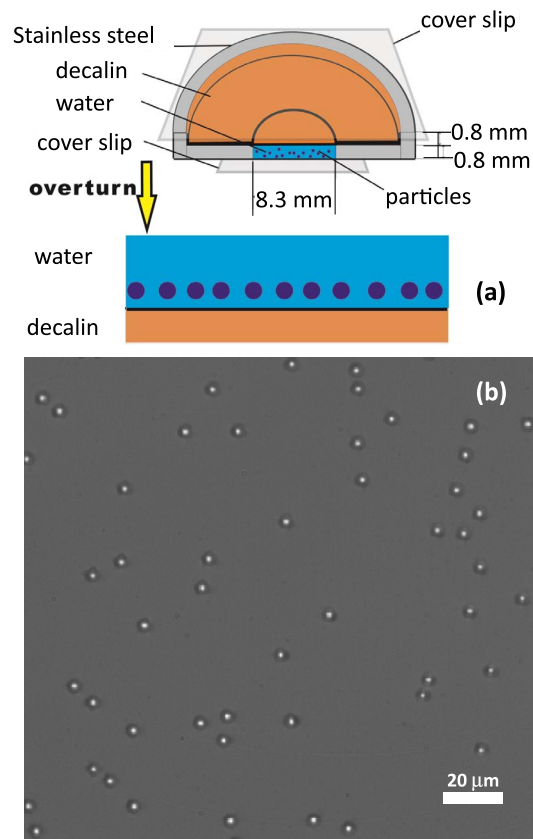 cover slip
Stainless steel
decalin
water
cover slip
0.8 mm
0.8 mm
overturn
8.3 mm
particles
water
(a)
decalin
(b)
20 µm